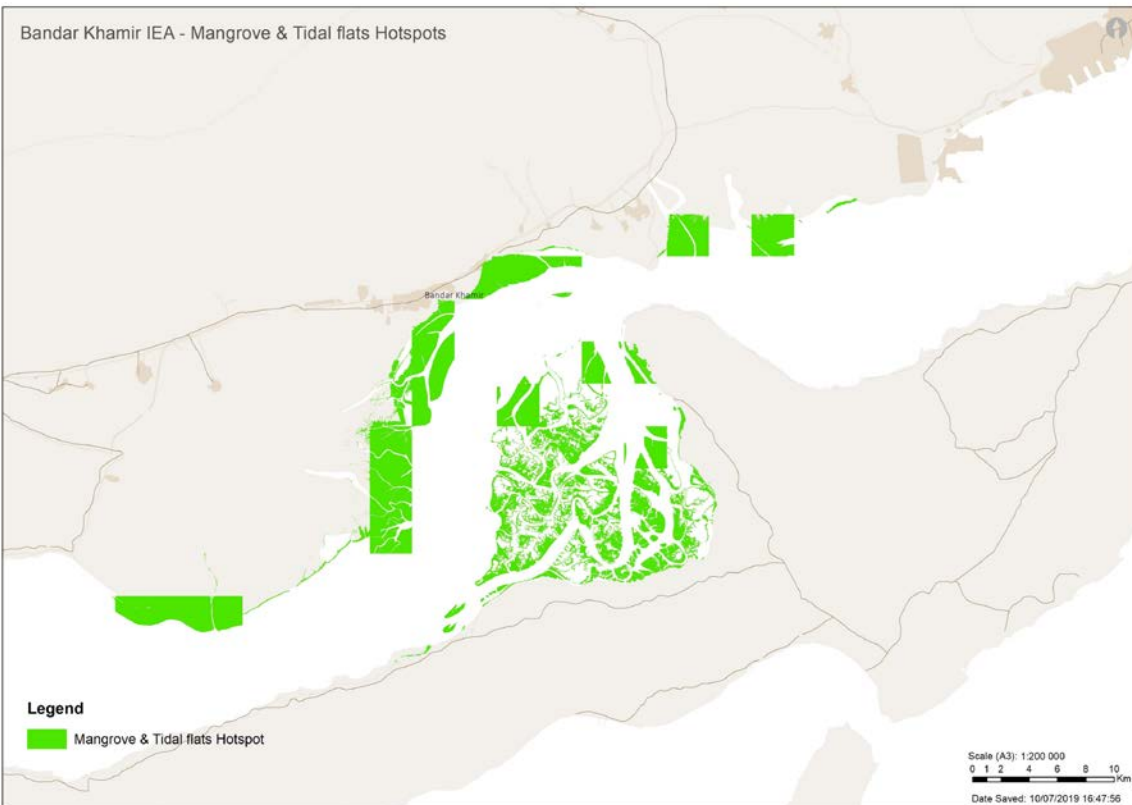 Bandar Khamir IEA - Mangrove & Tidal flats Hotspots
Bandar Khamir
Legend
Mangrove & Tidal flats Hotspot
Scale (A3): 1:200 000
0 1 2 4 6 8 10
Km
Date Saved: 10/07/2019 16:47:56